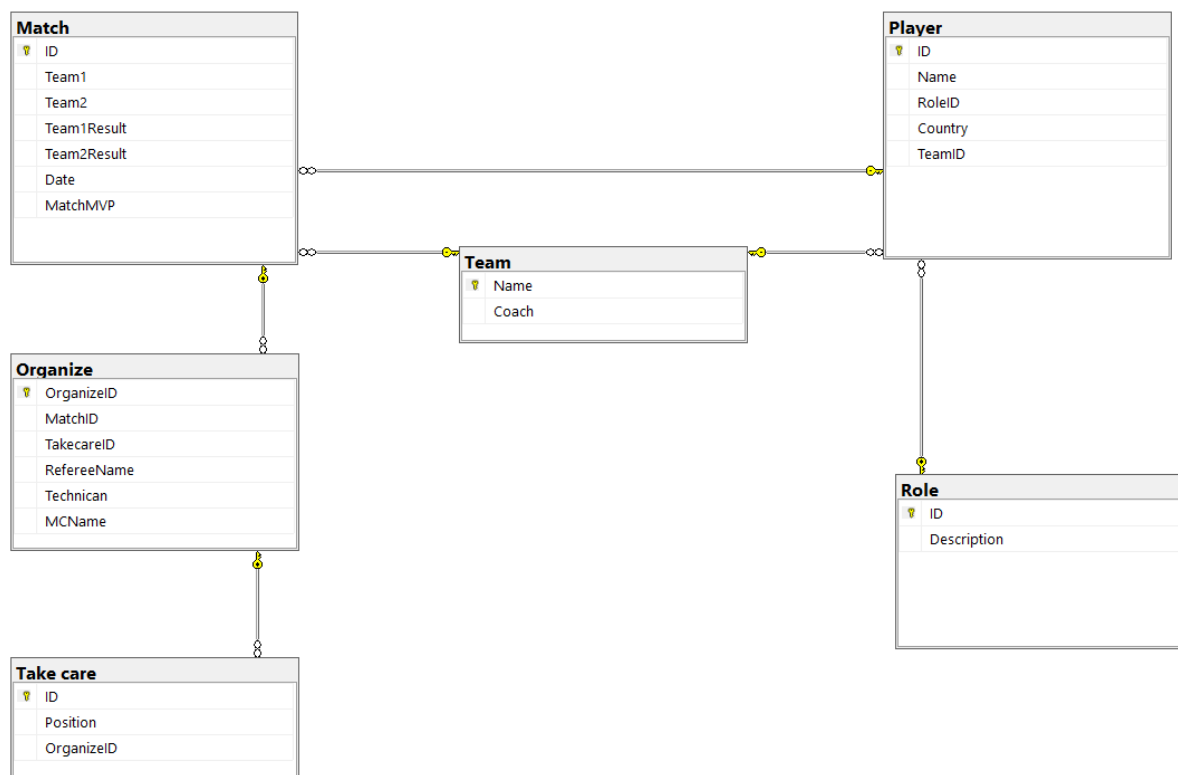 Match
ID
Team1
Team2
Team1Result
Team2Result
Date
MatchMVP
Player
ID
Name
RoleID
Country
TeamID
Team
Name
Coach
Organize
OrganizeID
MatchID
TakecareID
RefereeName
Technican
MCName
Role
ID
Description
Take care
ID
Position
OrganizeID